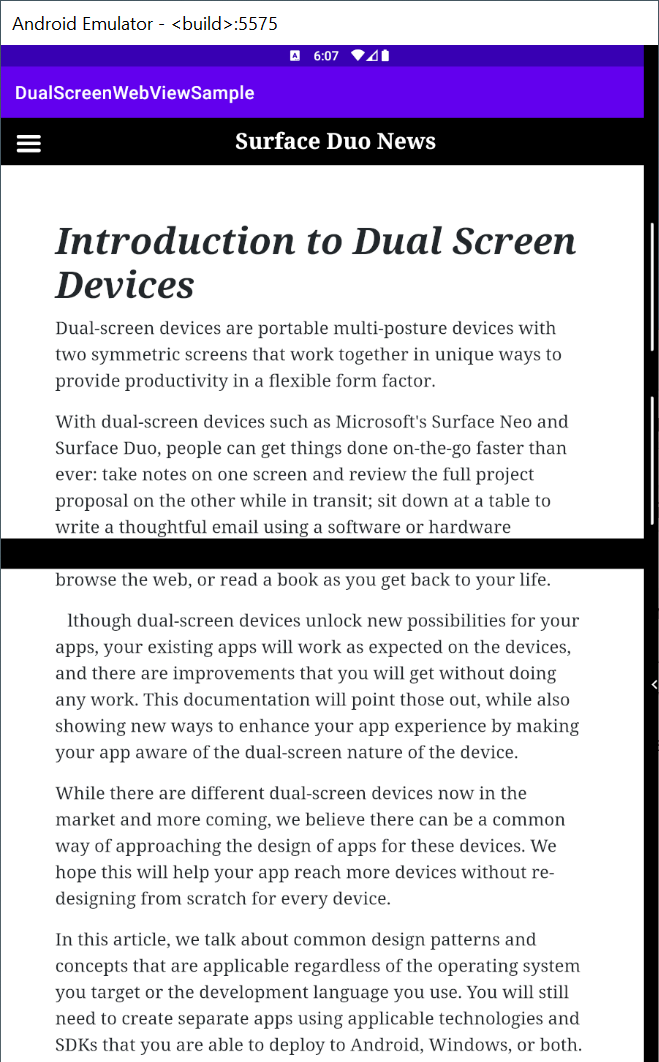 Android Emulator - <build>:5575
A 6:07
DualScreenWebViewSample
Surface Duo News
Introduction to Dual Screen
Devices
Dual-screen devices are portable multi-posture devices with
two symmetric screens that work together in unique ways to
provide productivity in a flexible form factor.
With dual-screen devices such as Microsoft's Surface Neo and
Surface Duo, people can get things done on-the-go faster than
ever: take notes on one screen and review the full project
proposal on the other while in transit; sit down at a table to
write a thoughtful email using a software or hardware
browse the web, or read a book as you get back to your life.
lthough dual-screen devices unlock new possibilities for your
apps, your existing apps will work as expected on the devices,
and there are improvements that you will get without doing
any work. This documentation will point those out, while also
showing new ways to enhance your app experience by making
your app aware of the dual-screen nature of the device.
While there are different dual-screen devices now in the
market and more coming, we believe there can be a common
way of approaching the design of apps for these devices. We
hope this will help your app reach more devices without re-
designing from scratch for every device.
In this article, we talk about common design patterns and
concepts that are applicable regardless of the operating system
you target or the development language you use. You will still
need to create separate apps using applicable technologies and
SDKs that you are able to deploy to Android, Windows, or both.